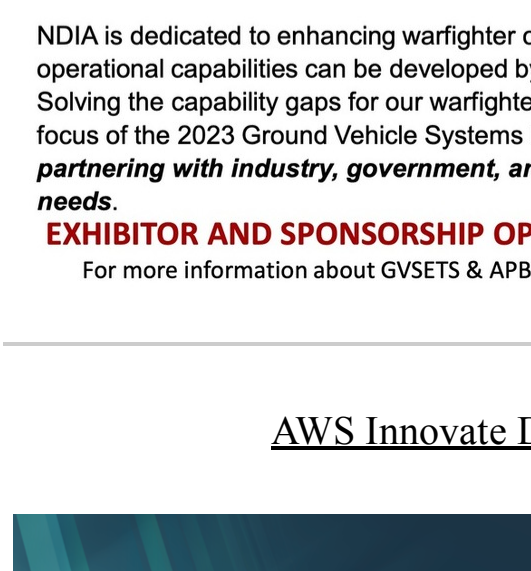 NDIA is dedicated to enhancing warfighter
operational capabilities can be developed
Solving the capability gaps for our
focus of the 2023 Ground Vehicle Systems
partnering with industry, government,
needs.
EXHIBITOR AND SPONSORSHIP
For more information about GVSETS & APB
AWS Innovate